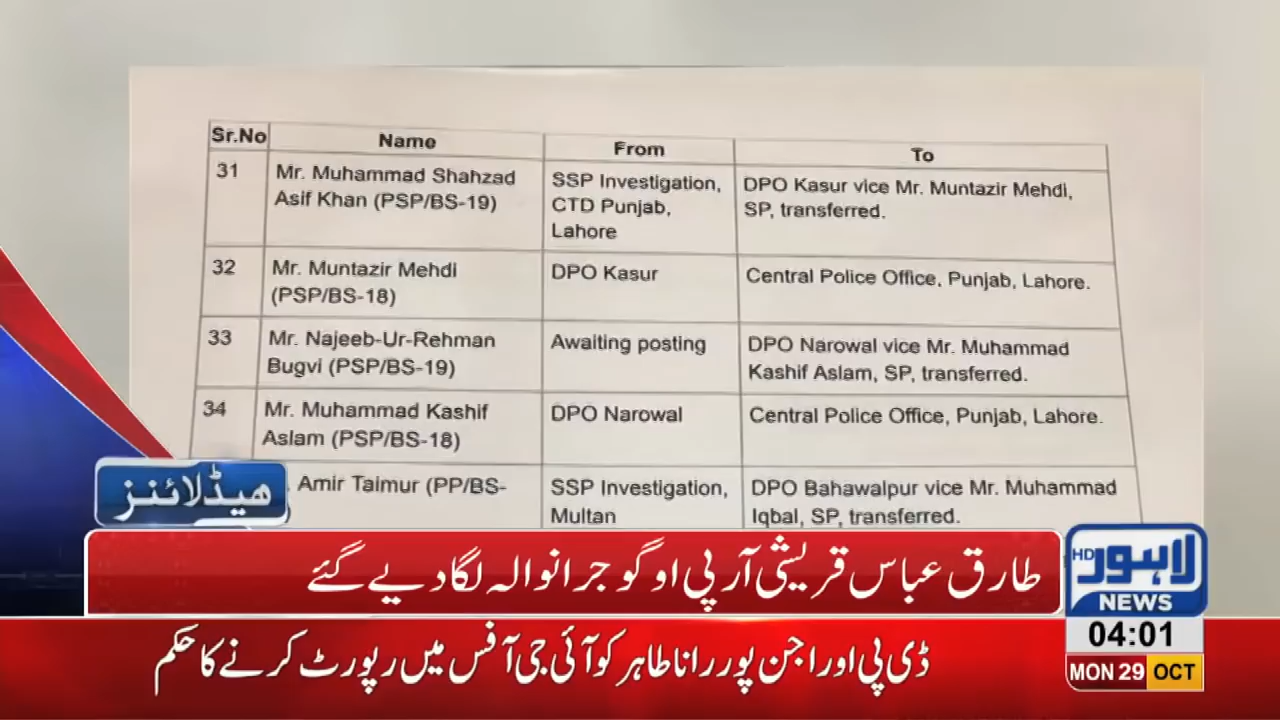 Sr.No Name From To
31 Mr. Muhammad Shahzad SSP Investigation, DPO Kasur vice Mr. Muntazir Mehdi,
Asif Khan (PSP/BS-19) CTD Punjab, SP, transferred.
Lahore
32 Mr. Muntazir Mehdi DPO Kasur Central Police Office, Punjab, Lahore.
(PSP/BS-18)
33 Mr. Najeeb-Ur-Rehman Awaiting posting DPO Narowal vice Mr. Muhammad
Bugvi (PSP/BS-19) Kashif Aslam, SP, transferred.
34 Mr. Muhammad Kashif DPO Narowal Central Police Office, Punjab, Lahore.
Aslam (PSP/BS-18)
Amir Taimur (PP/BS- SSP Investigation, DPO Bahawalpur vice Mr. Muhammad
Multan Iqbal, SP, transferred.
ہیڈلائنز
طارق عباس قریشی آر پی او گوجرانوالہ لگا دیے گئے
HD لاہور
NEWS
04:01
ڈی پی او راجن پور رانا طاہر کو آئی جی آفس میں رپورٹ کرنے کا حکم
MON 29 OCT